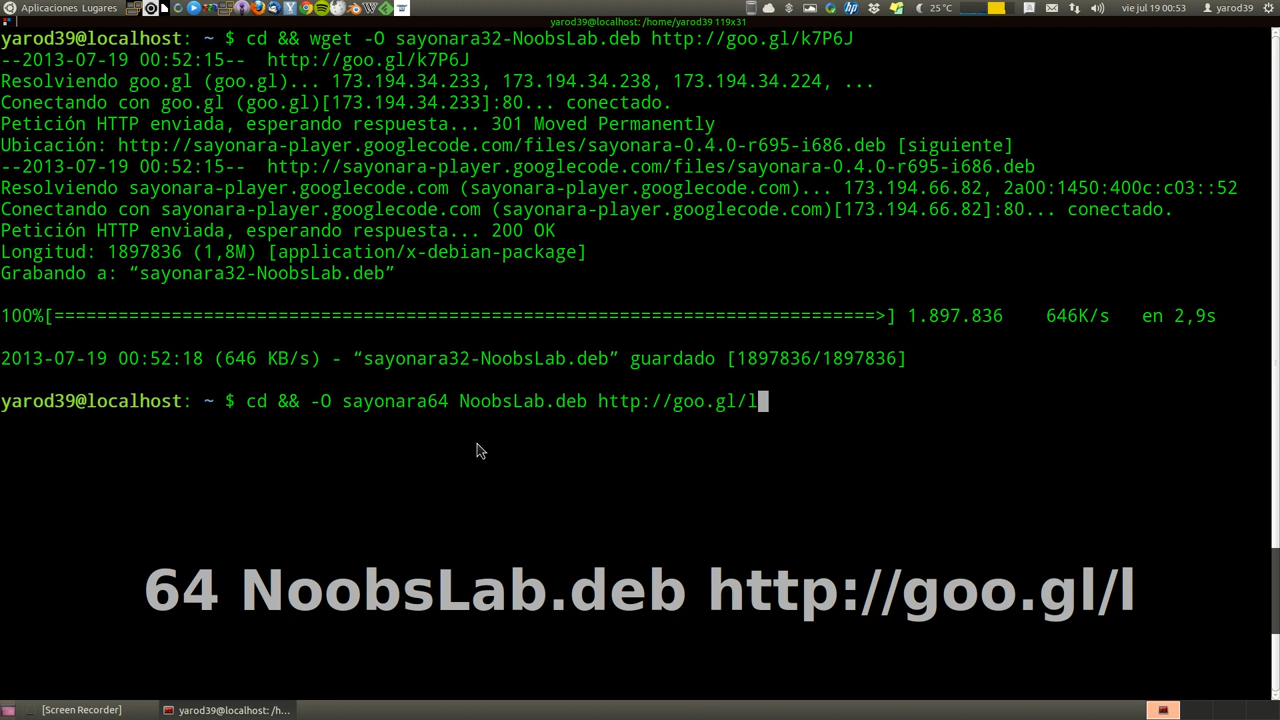 Aplicaciones Lugares
25°C
vie jul 19 00:53
yarod39
yarod39@localhost: /home/yarod39 119x31
yarod39@localhost: ~ $ cd && wget -O sayonara32-NoobsLab.deb http://goo.gl/k7P6J
--2013-07-19 00:52:15-- http://goo.gl/k7P6J
Resolviendo goo.gl (goo.gl)... 173.194.34.233, 173.194.34.238, 173.194.34.224, ...
Conectando con goo.gl (goo.gl)[173.194.34.233]:80... conectado.
Petición HTTP enviada, esperando respuesta... 301 Moved Permanently
Ubicación: http://sayonara-player.googlecode.com/files/sayonara-0.4.0-r695-i686.deb [siguiente]
--2013-07-19 00:52:15-- http://sayonara-player.googlecode.com/files/sayonara-0.4.0-r695-i686.deb
Resolviendo sayonara-player.googlecode.com (sayonara-player.googlecode.com)... 173.194.66.82, 2a00:1450:400c:c03::52
Conectando con sayonara-player.googlecode.com (sayonara-player.googlecode.com)[173.194.66.82]:80... conectado.
Petición HTTP enviada, esperando respuesta... 200 OK
Longitud: 1897836 (1,8M) [application/x-debian-package]
Grabando a: “sayonara32-NoobsLab.deb”
100%[=============================================================================>] 1.897.836 646K/s en 2,9s
2013-07-19 00:52:18 (646 KB/s) - “sayonara32-NoobsLab.deb” guardado [1897836/1897836]
yarod39@localhost: ~ $ cd && -O sayonara64 NoobsLab.deb http://goo.gl/l
64 NoobsLab.deb http://goo.gl/l
[Screen Recorder]
yarod39@localhost: /h...